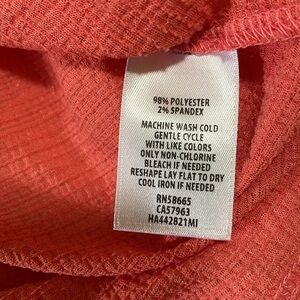 98% POLYESTER
2% SPANDEX
MACHINE WASH COLD
GENTLE CYCLE
WITH LIKE COLORS
ONLY NON-CHLORINE
BLEACH IF NEEDED
RESHAPE LAY FLAT TO DRY
COOL IRON IF NEEDED
RN58665
CA57963
HA442821MI